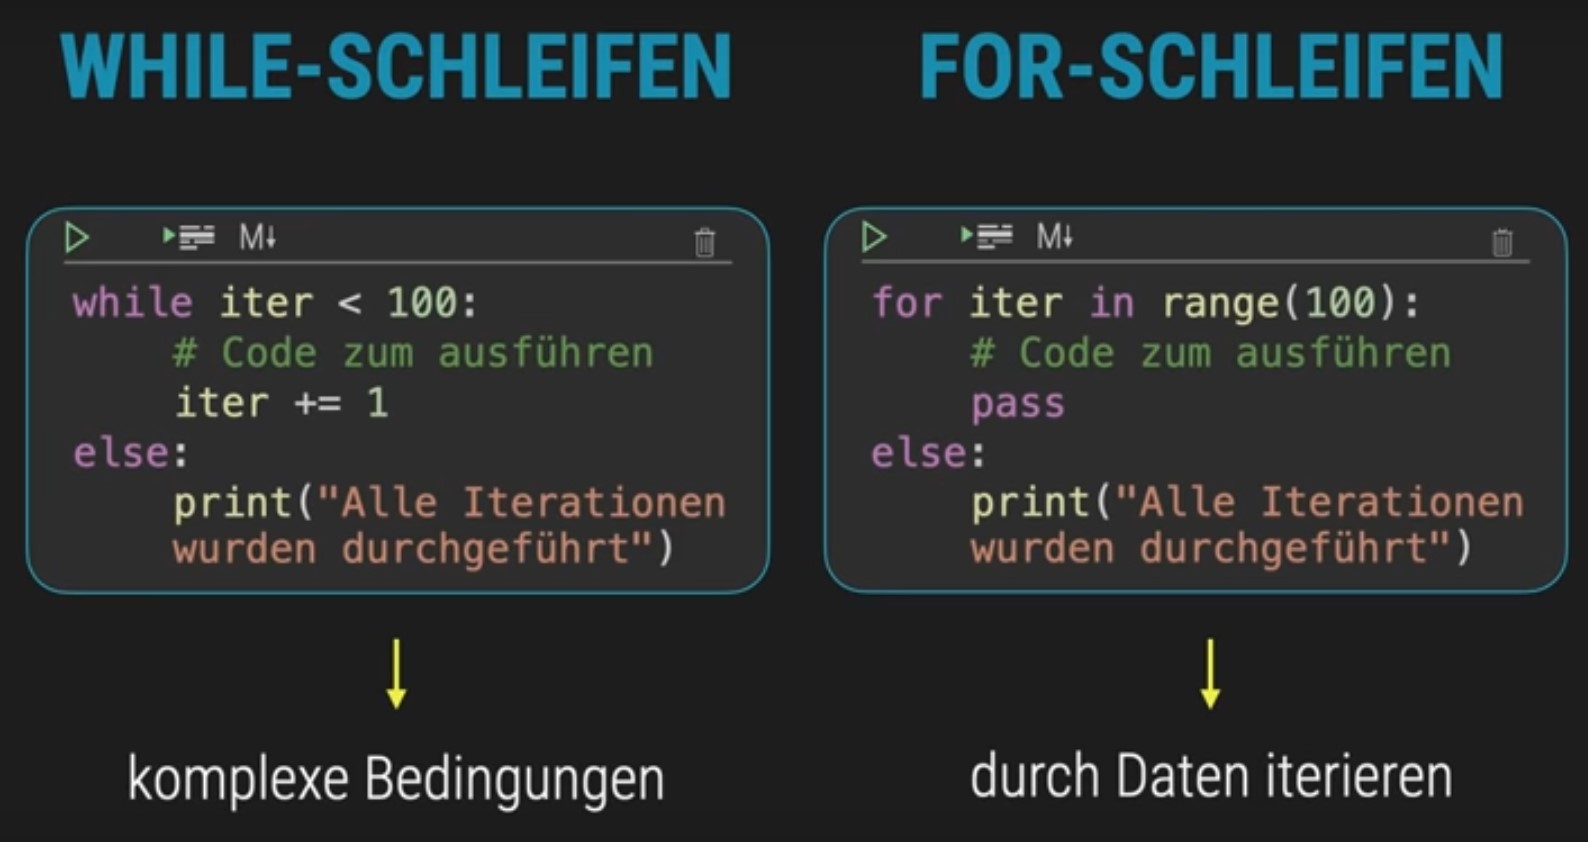 WHILE-SCHLEIFEN
M↓
while iter < 100:
    # Code zum ausführen
    iter += 1
else:
    print("Alle Iterationen
    wurden durchgeführt")
komplexe Bedingungen
FOR-SCHLEIFEN
M↓
for iter in range(100):
    # Code zum ausführen
    pass
else:
    print("Alle Iterationen
    wurden durchgeführt")
durch Daten iterieren